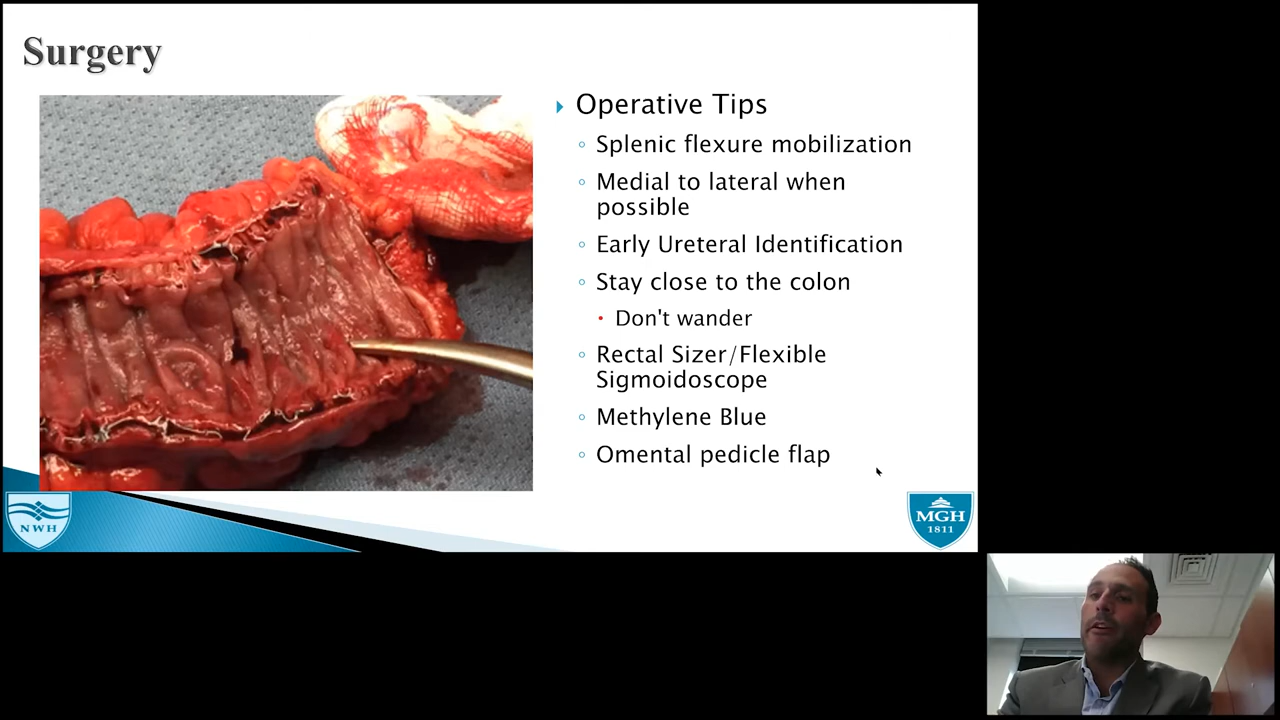 Surgery
Operative Tips
Splenic flexure mobilization
Medial to lateral when
possible
Early Ureteral Identification
Stay close to the colon
Don't wander
Rectal Sizer/Flexible
Sigmoidoscope
Methylene Blue
Omental pedicle flap
NWH
MGH
1811